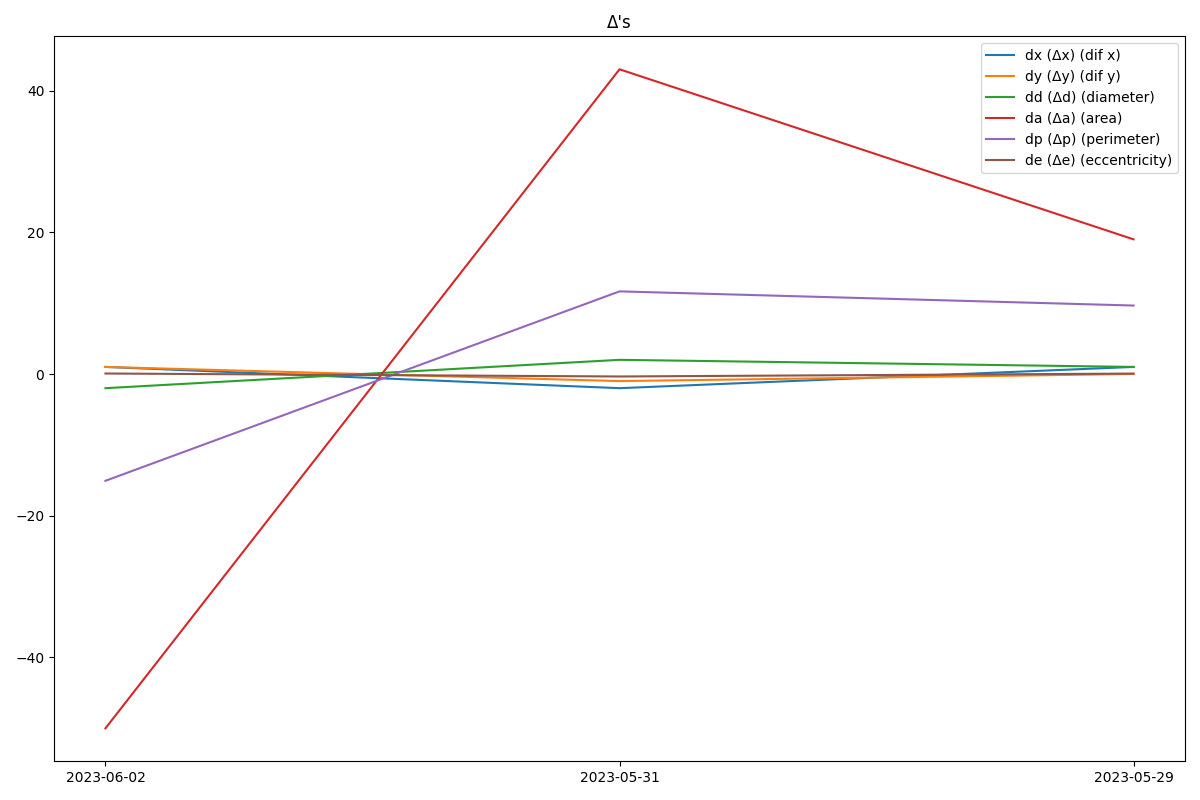 Δ's
dx (Δx) (dif x)
dy (Δy) (dif y)
dd (Δd) (diameter)
da (Δa) (area)
dp (Δp) (perimeter)
de (Δe) (eccentricity)
40
20
0
−20
−40
2023-06-02
2023-05-31
2023-05-29